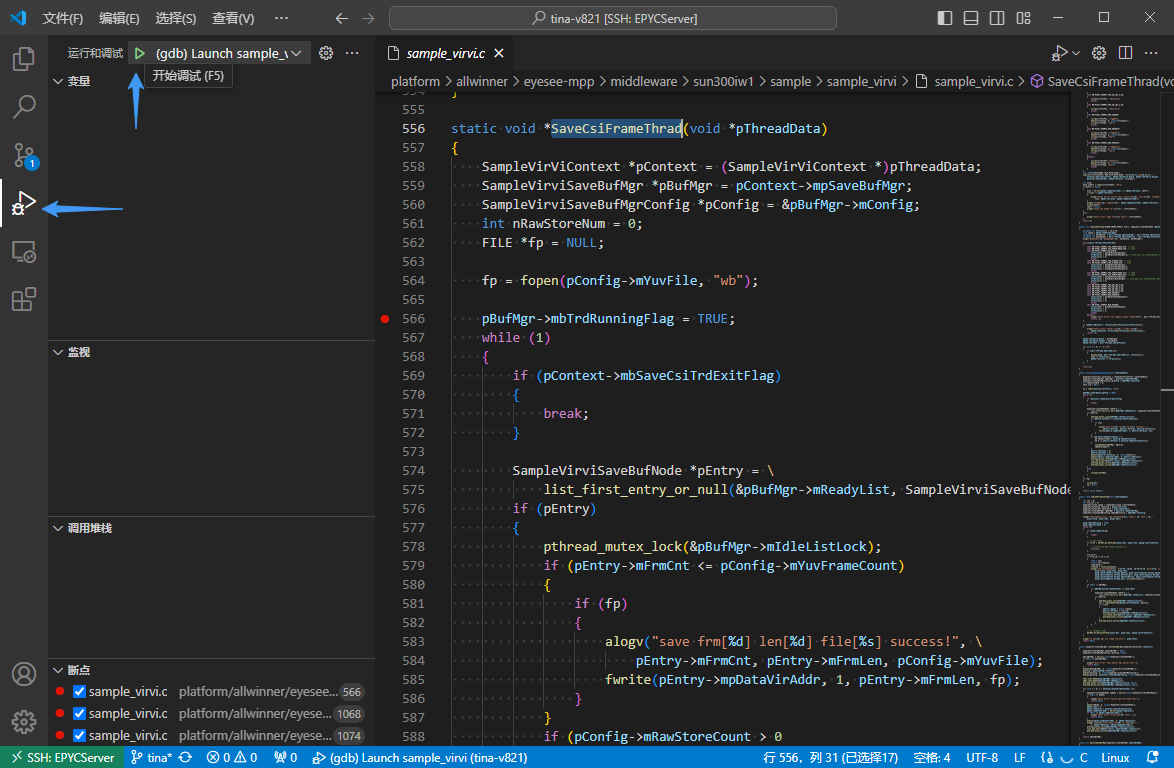 文件(F) 编辑(E) 选择(S) 查看(V) ··· tina-v821 [SSH: EPYCServer]
运行和调试 (gdb) Launch sample_v
开始调试 (F5)
变量
监视
调用堆栈
断点
sample_virvi.c platform/allwinner/eyesee... 566
sample_virvi.c platform/allwinner/eyesee... 1068
sample_virvi.c platform/allwinner/eyesee... 1074
sample_virvi.c
platform > allwinner > eyesee-mpp > middleware > sun300iw1 > sample > sample_virvi > sample_virvi.c > SaveCsiFrameThrad(vo
554 }
555
556 static void *SaveCsiFrameThrad(void *pThreadData)
557 {
558 SampleVirViContext *pContext = (SampleVirViContext *)pThreadData;
559 SampleVirviSaveBufMgr *pBufMgr = pContext->mpSaveBufMgr;
560 SampleVirviSaveBufMgrConfig *pConfig = &pBufMgr->mConfig;
561 int nRawStoreNum = 0;
562 FILE *fp = NULL;
563
564 fp = fopen(pConfig->mYuvFile, "wb");
565
566 pBufMgr->mbTrdRunningFlag = TRUE;
567 while (1)
568 {
569 if (pContext->mbSaveCsiTrdExitFlag)
570 {
571 break;
572 }
573
574 SampleVirviSaveBufNode *pEntry = \
575 list_first_entry_or_null(&pBufMgr->mReadyList, SampleVirviSaveBufNode
576 if (pEntry)
577 {
578 pthread_mutex_lock(&pBufMgr->mIdleListLock);
579 if (pEntry->mFrmCnt <= pConfig->mYuvFrameCount)
580 {
581 if (fp)
582 {
583 alogv("save frm[%d] len[%d] file[%s] success!", \
584 pEntry->mFrmCnt, pEntry->mFrmLen, pConfig->mYuvFile);
585 fwrite(pEntry->mpDataVirAddr, 1, pEntry->mFrmLen, fp);
586 }
587 }
588 if (pConfig->mRawStoreCount > 0
1
SSH: EPYCServer tina* 0 0 0 (gdb) Launch sample_virvi (tina-v821) 行 556，列 31 (已选择17) 空格: 4 UTF-8 LF C Linux